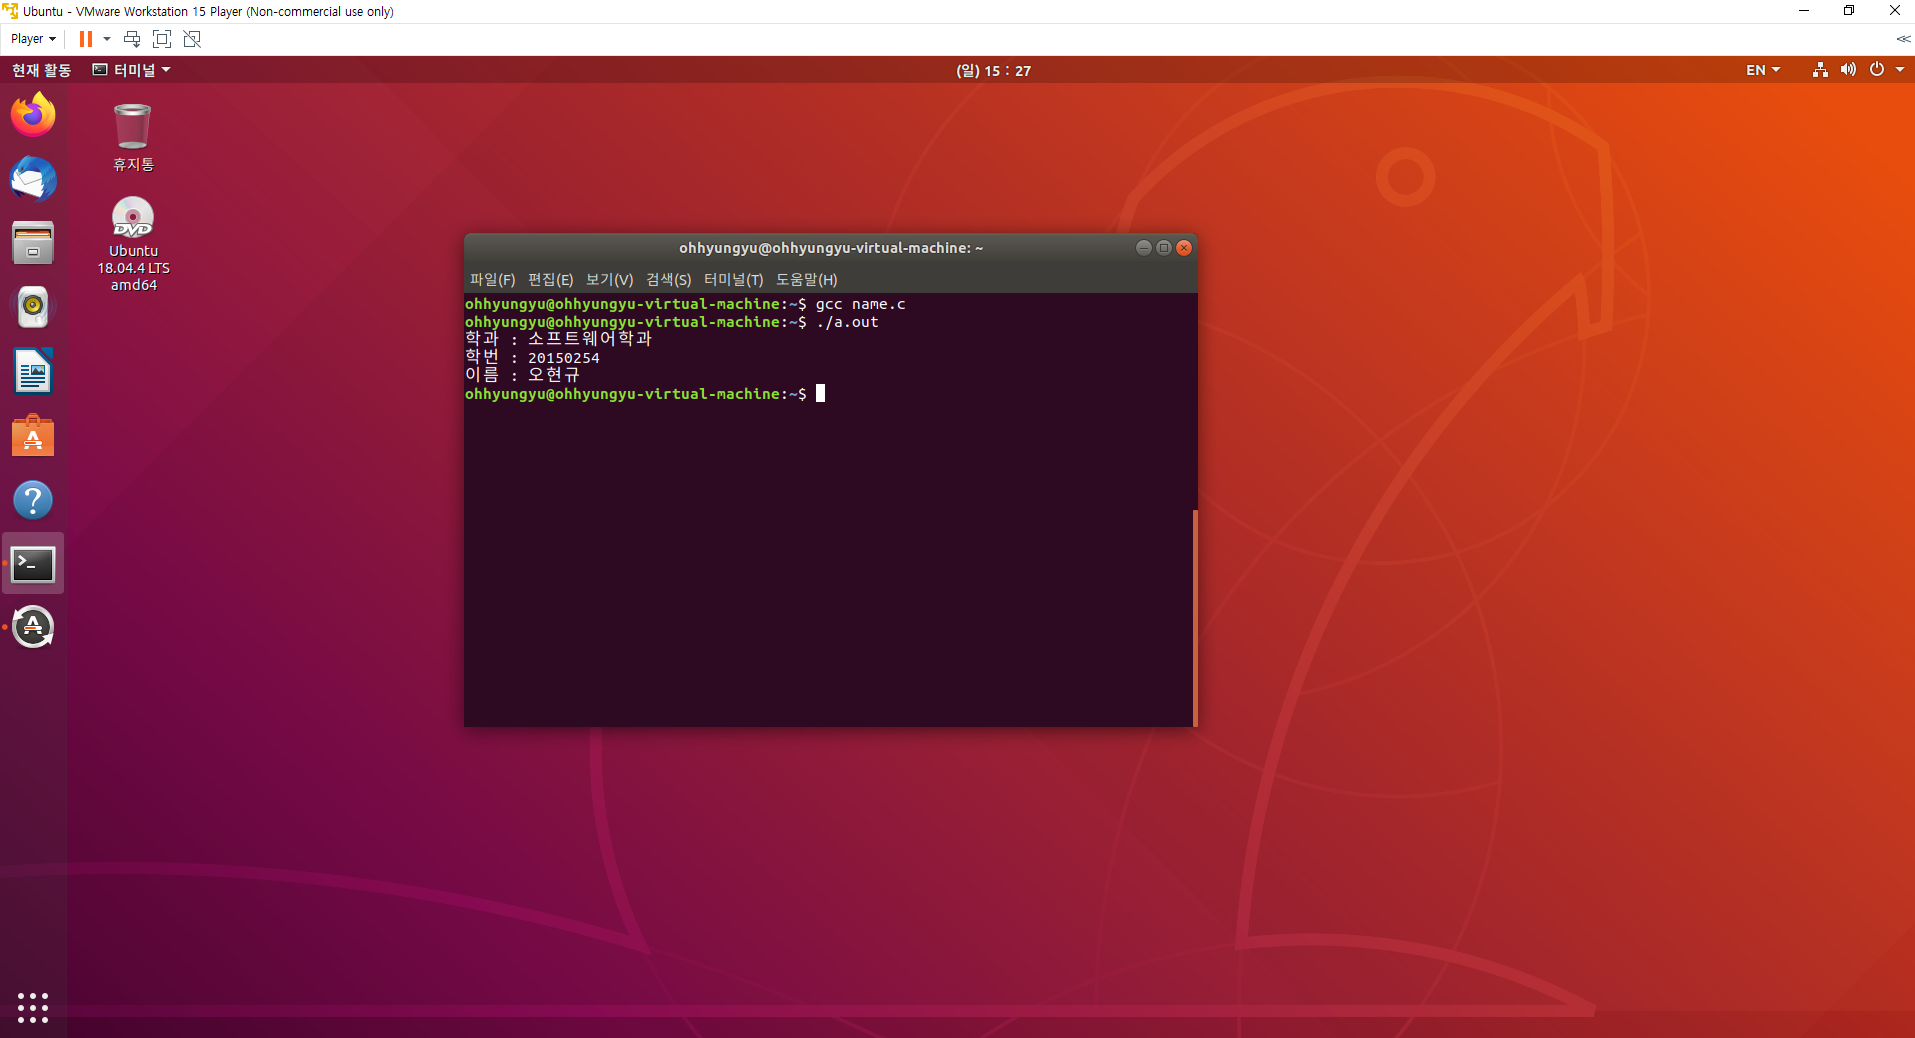 Ubuntu - VMware Workstation 15 Player (Non-commercial use only)
Player
현재 활동 터미널 (일) 15 : 27 EN
휴지통
DVD
Ubuntu
18.04.4 LTS
amd64
ohhyungyu@ohhyungyu-virtual-machine: ~
파일(F) 편집(E) 보기(V) 검색(S) 터미널(T) 도움말(H)
ohhyungyu@ohhyungyu-virtual-machine:~$ gcc name.c
ohhyungyu@ohhyungyu-virtual-machine:~$ ./a.out
학과 : 소프트웨어학과
학번 : 20150254
이름 : 오현규
ohhyungyu@ohhyungyu-virtual-machine:~$